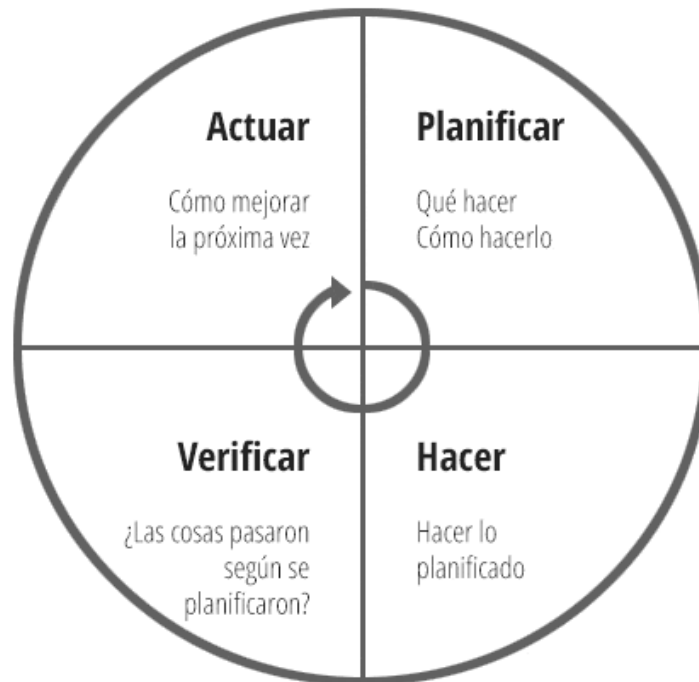 Actuar
Cómo mejorar
la próxima vez
Planificar
Qué hacer
Cómo hacerlo
Verificar
¿Las cosas pasaron
según se
planificaron?
Hacer
Hacer lo
planificado